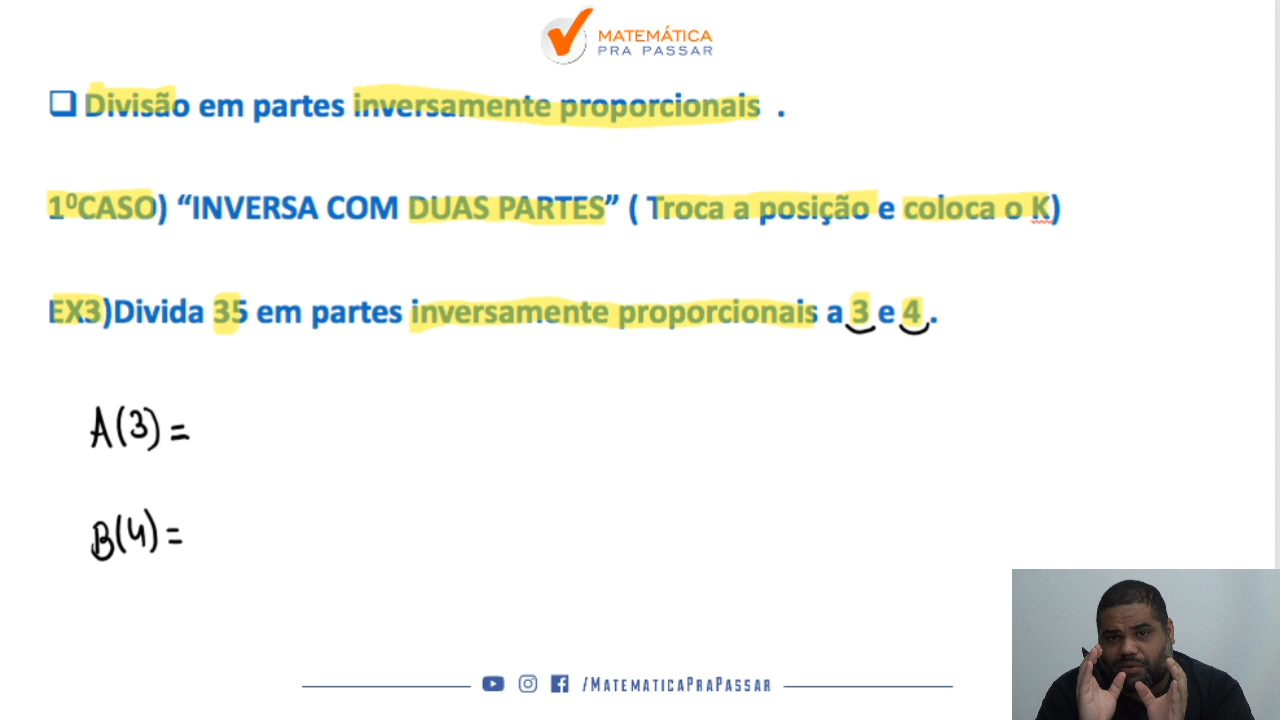 MATEMÁTICA
PRA PASSAR
Divisão em partes inversamente proporcionais .
1ºCASO) “INVERSA COM DUAS PARTES” ( Troca a posição e coloca o K)
EX3)Divida 35 em partes inversamente proporcionais a 3 e 4 .
A(3) =
B(4) =
/MATEMATICAPRAPASSAR